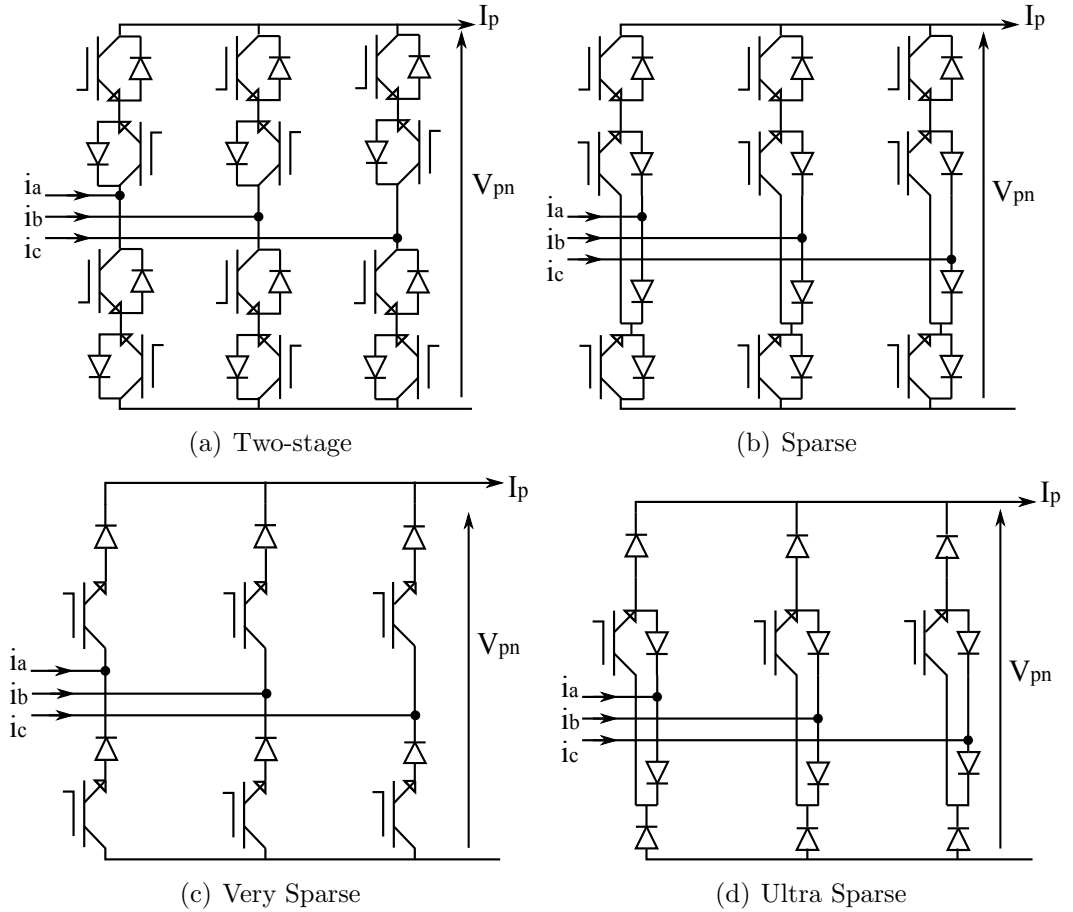 Ip
Vpn
ia
ib
ic
(a) Two-stage
Ip
Vpn
ia
ib
ic
(b) Sparse
Ip
Vpn
ia
ib
ic
(c) Very Sparse
Ip
Vpn
ia
ib
ic
(d) Ultra Sparse